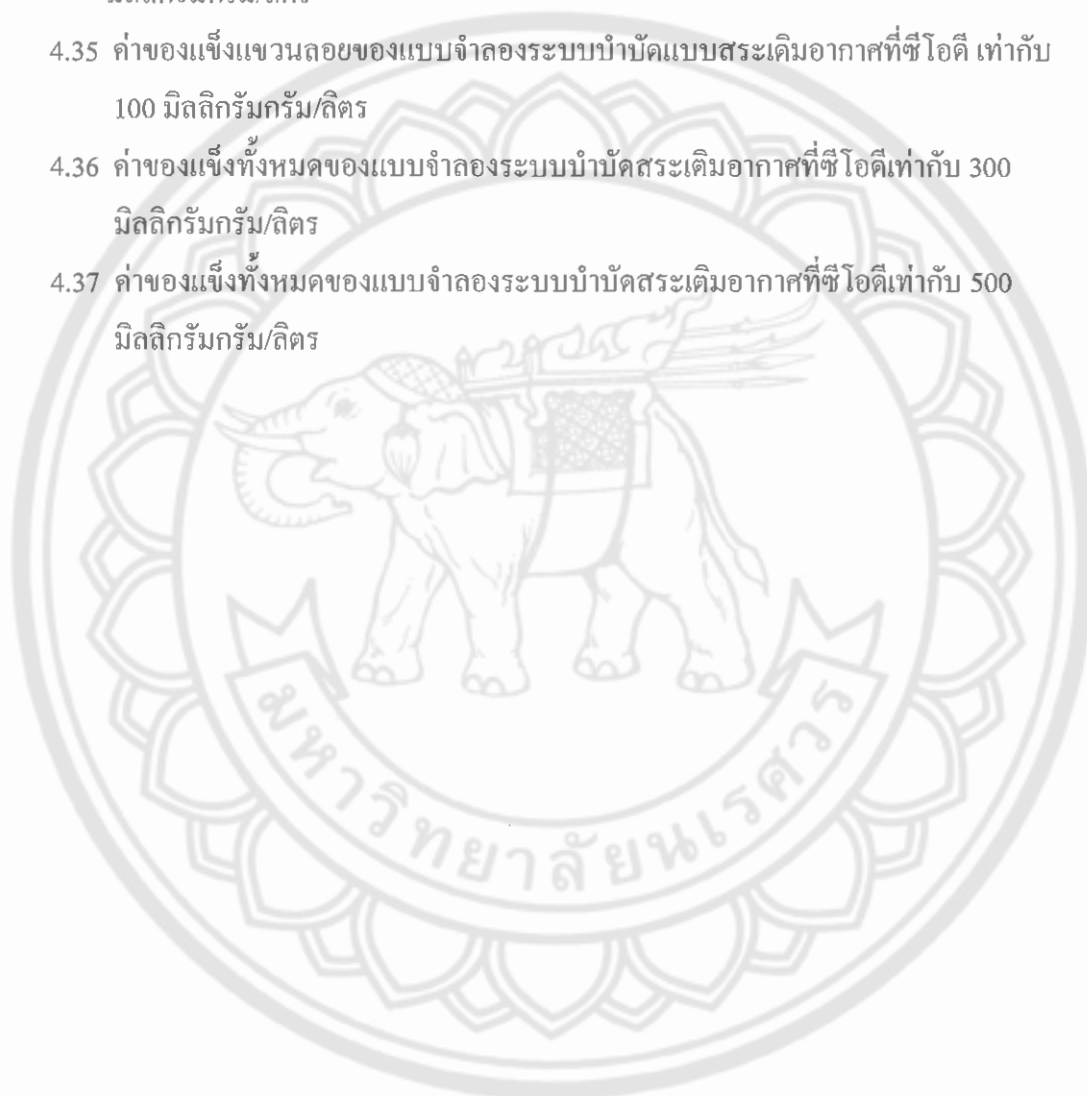 4.35 ค่าของแข็งแขวนลอยของแบบจำลองระบบบำบัดแบบสระเติมอากาศที่ซีโอดี เท่ากับ
100 มิลลิกรัมกรัม/ลิตร
4.36 ค่าของแข็งทั้งหมดของแบบจำลองระบบบำบัดสระเติมอากาศที่ซีโอดีเท่ากับ 300
มิลลิกรัมกรัม/ลิตร
4.37 ค่าของแข็งทั้งหมดของแบบจำลองระบบบำบัดสระเติมอากาศที่ซีโอดีเท่ากับ 500
มิลลิกรัมกรัม/ลิตร
มหาวิทยาลัยนเรศวร